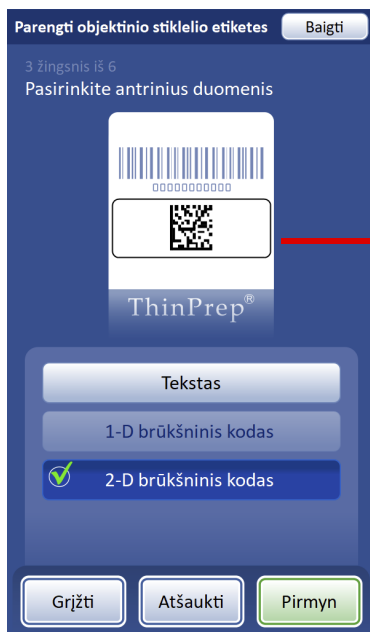 Parengti objektinio stiklelio etiketes
Baigti
3 žingsnis iš 6
Pasirinkite antrinius duomenis
00000000000
ThinPrep®
Tekstas
1-D brūkšninis kodas
2-D brūkšninis kodas
Grįžti
Atšaukti
Pirmyn